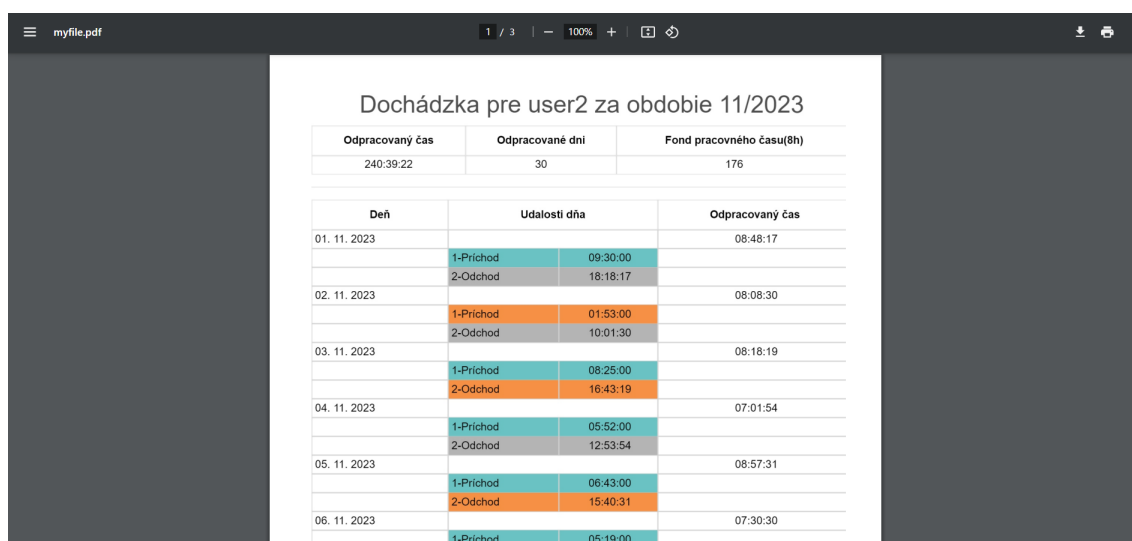 myfile.pdf 1 / 3 | — 100% + |
Dochádzka pre user2 za obdobie 11/2023
Odpracovaný čas Odpracované dni Fond pracovného času(8h)
240:39:22 30 176
Deň Udalosti dňa Odpracovaný čas
01. 11. 2023 08:48:17
1-Príchod 09:30:00
2-Odchod 18:18:17
02. 11. 2023 08:08:30
1-Príchod 01:53:00
2-Odchod 10:01:30
03. 11. 2023 08:18:19
1-Príchod 08:25:00
2-Odchod 16:43:19
04. 11. 2023 07:01:54
1-Príchod 05:52:00
2-Odchod 12:53:54
05. 11. 2023 08:57:31
1-Príchod 06:43:00
2-Odchod 15:40:31
06. 11. 2023 07:30:30
1-Príchod 05:19:00